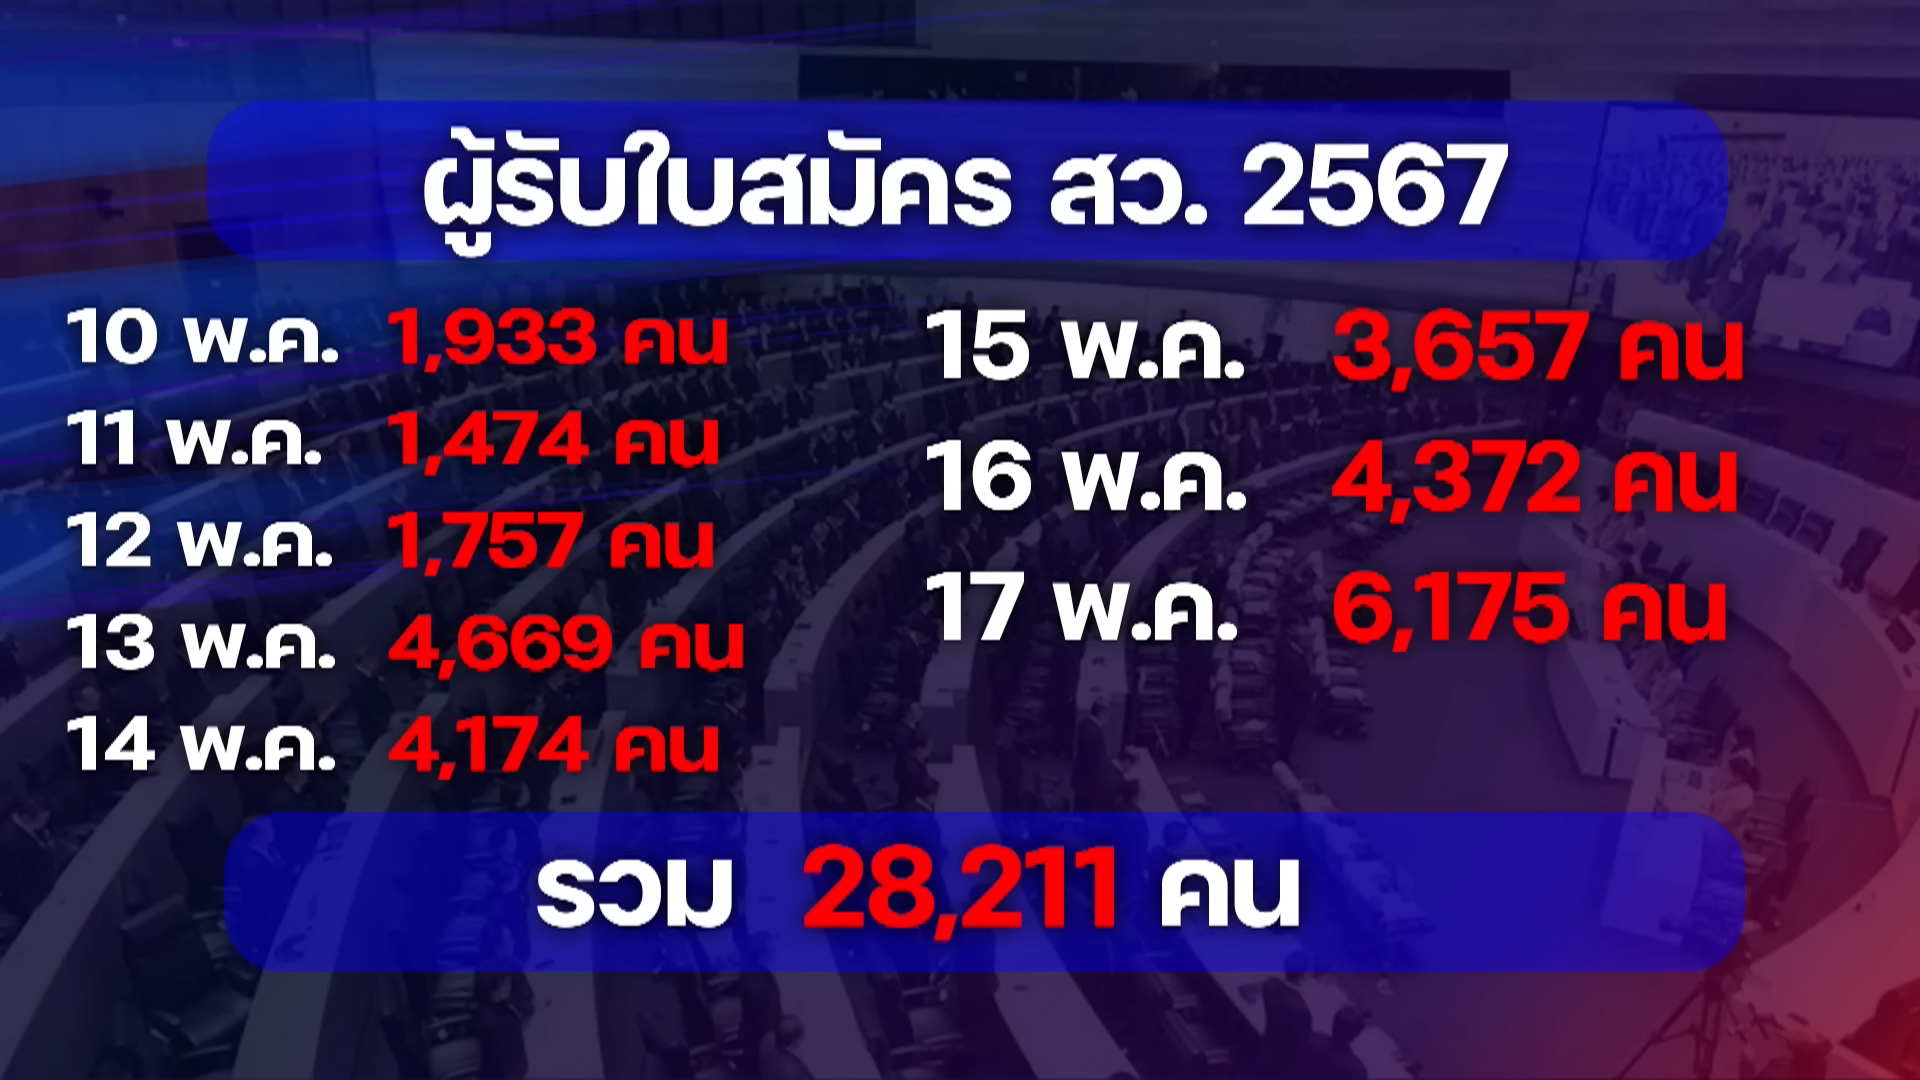 ผู้รับใบสมัคร สว. 2567
10 พ.ค. 1,933 คน
11 พ.ค. 1,474 คน
12 พ.ค. 1,757 คน
13 พ.ค. 4,669 คน
14 พ.ค. 4,174 คน
15 พ.ค. 3,657 คน
16 พ.ค. 4,372 คน
17 พ.ค. 6,175 คน
รวม 28,211 คน